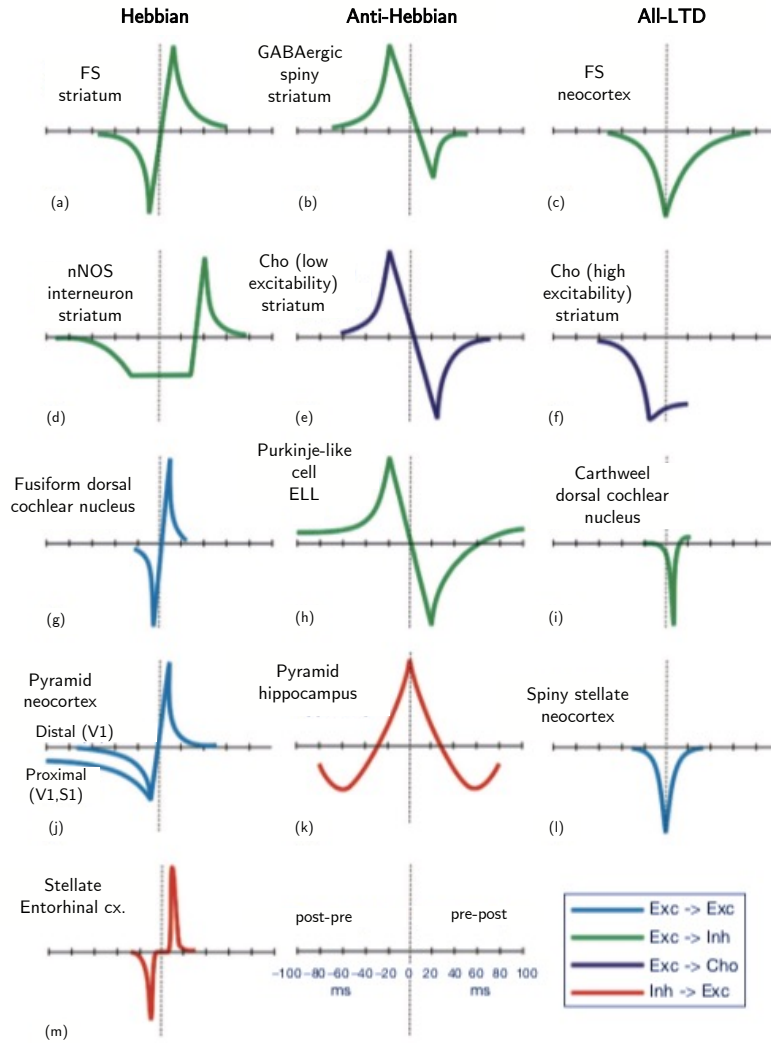 Hebbian
Anti-Hebbian
All-LTD
FS
striatum
(a)
GABAergic
spiny
striatum
(b)
FS
neocortex
(c)
nNOS
interneuron
striatum
(d)
Cho (low
excitability)
striatum
(e)
Cho (high
excitability)
striatum
(f)
Fusiform dorsal
cochlear nucleus
(g)
Purkinje-like
cell
ELL
(h)
Carthweel
dorsal cochlear
nucleus
(i)
Pyramid
neocortex
Distal (V1)
Proximal
(V1,S1)
(j)
Pyramid
hippocampus
(k)
Spiny stellate
neocortex
(l)
Stellate
Entorhinal cx.
(m)
post-pre
pre-post
-100 -80 -60 -40 -20 0 20 40 60 80 100
ms ms
Exc -> Exc
Exc -> Inh
Exc -> Cho
Inh -> Exc